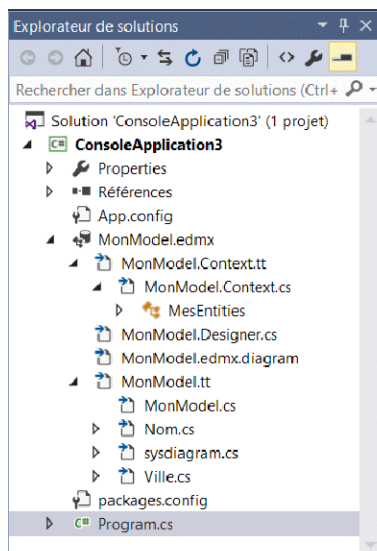 Explorateur de solutions
Rechercher dans Explorateur de solutions (Ctrl+
Solution 'ConsoleApplication3' (1 projet)
C# ConsoleApplication3
Properties
Références
App.config
MonModel.edmx
MonModel.Context.tt
MonModel.Context.cs
MesEntities
MonModel.Designer.cs
MonModel.edmx.diagram
MonModel.tt
MonModel.cs
Nom.cs
sysdiagram.cs
Ville.cs
packages.config
C# Program.cs